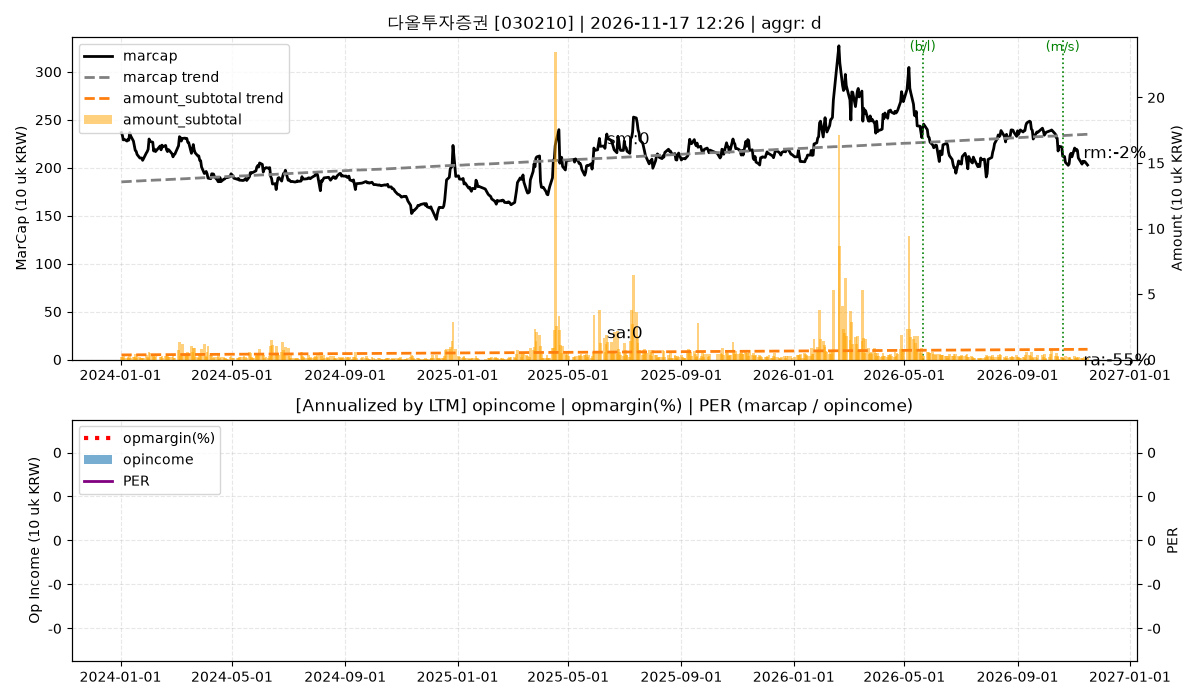 다올투자증권 [030210] | 2026-11-17 12:26 | aggr: d
marcap
marcap trend
amount_subtotal trend
amount_subtotal
(b/l)
(m/s)
sm:0
rm:-2%
sa:0
ra:-55%
MarCap (10 uk KRW)
300
250
200
150
100
50
0
Amount (10 uk KRW)
20
15
10
5
0
2024-01-01 2024-05-01 2024-09-01 2025-01-01 2025-05-01 2025-09-01 2026-01-01 2026-05-01 2026-09-01 2027-01-01
[Annualized by LTM] opincome | opmargin(%) | PER (marcap / opincome)
opmargin(%)
opincome
PER
Op Income (10 uk KRW)
0
0
0
-0
-0
PER
0
0
0
-0
-0
2024-01-01 2024-05-01 2024-09-01 2025-01-01 2025-05-01 2025-09-01 2026-01-01 2026-05-01 2026-09-01 2027-01-01